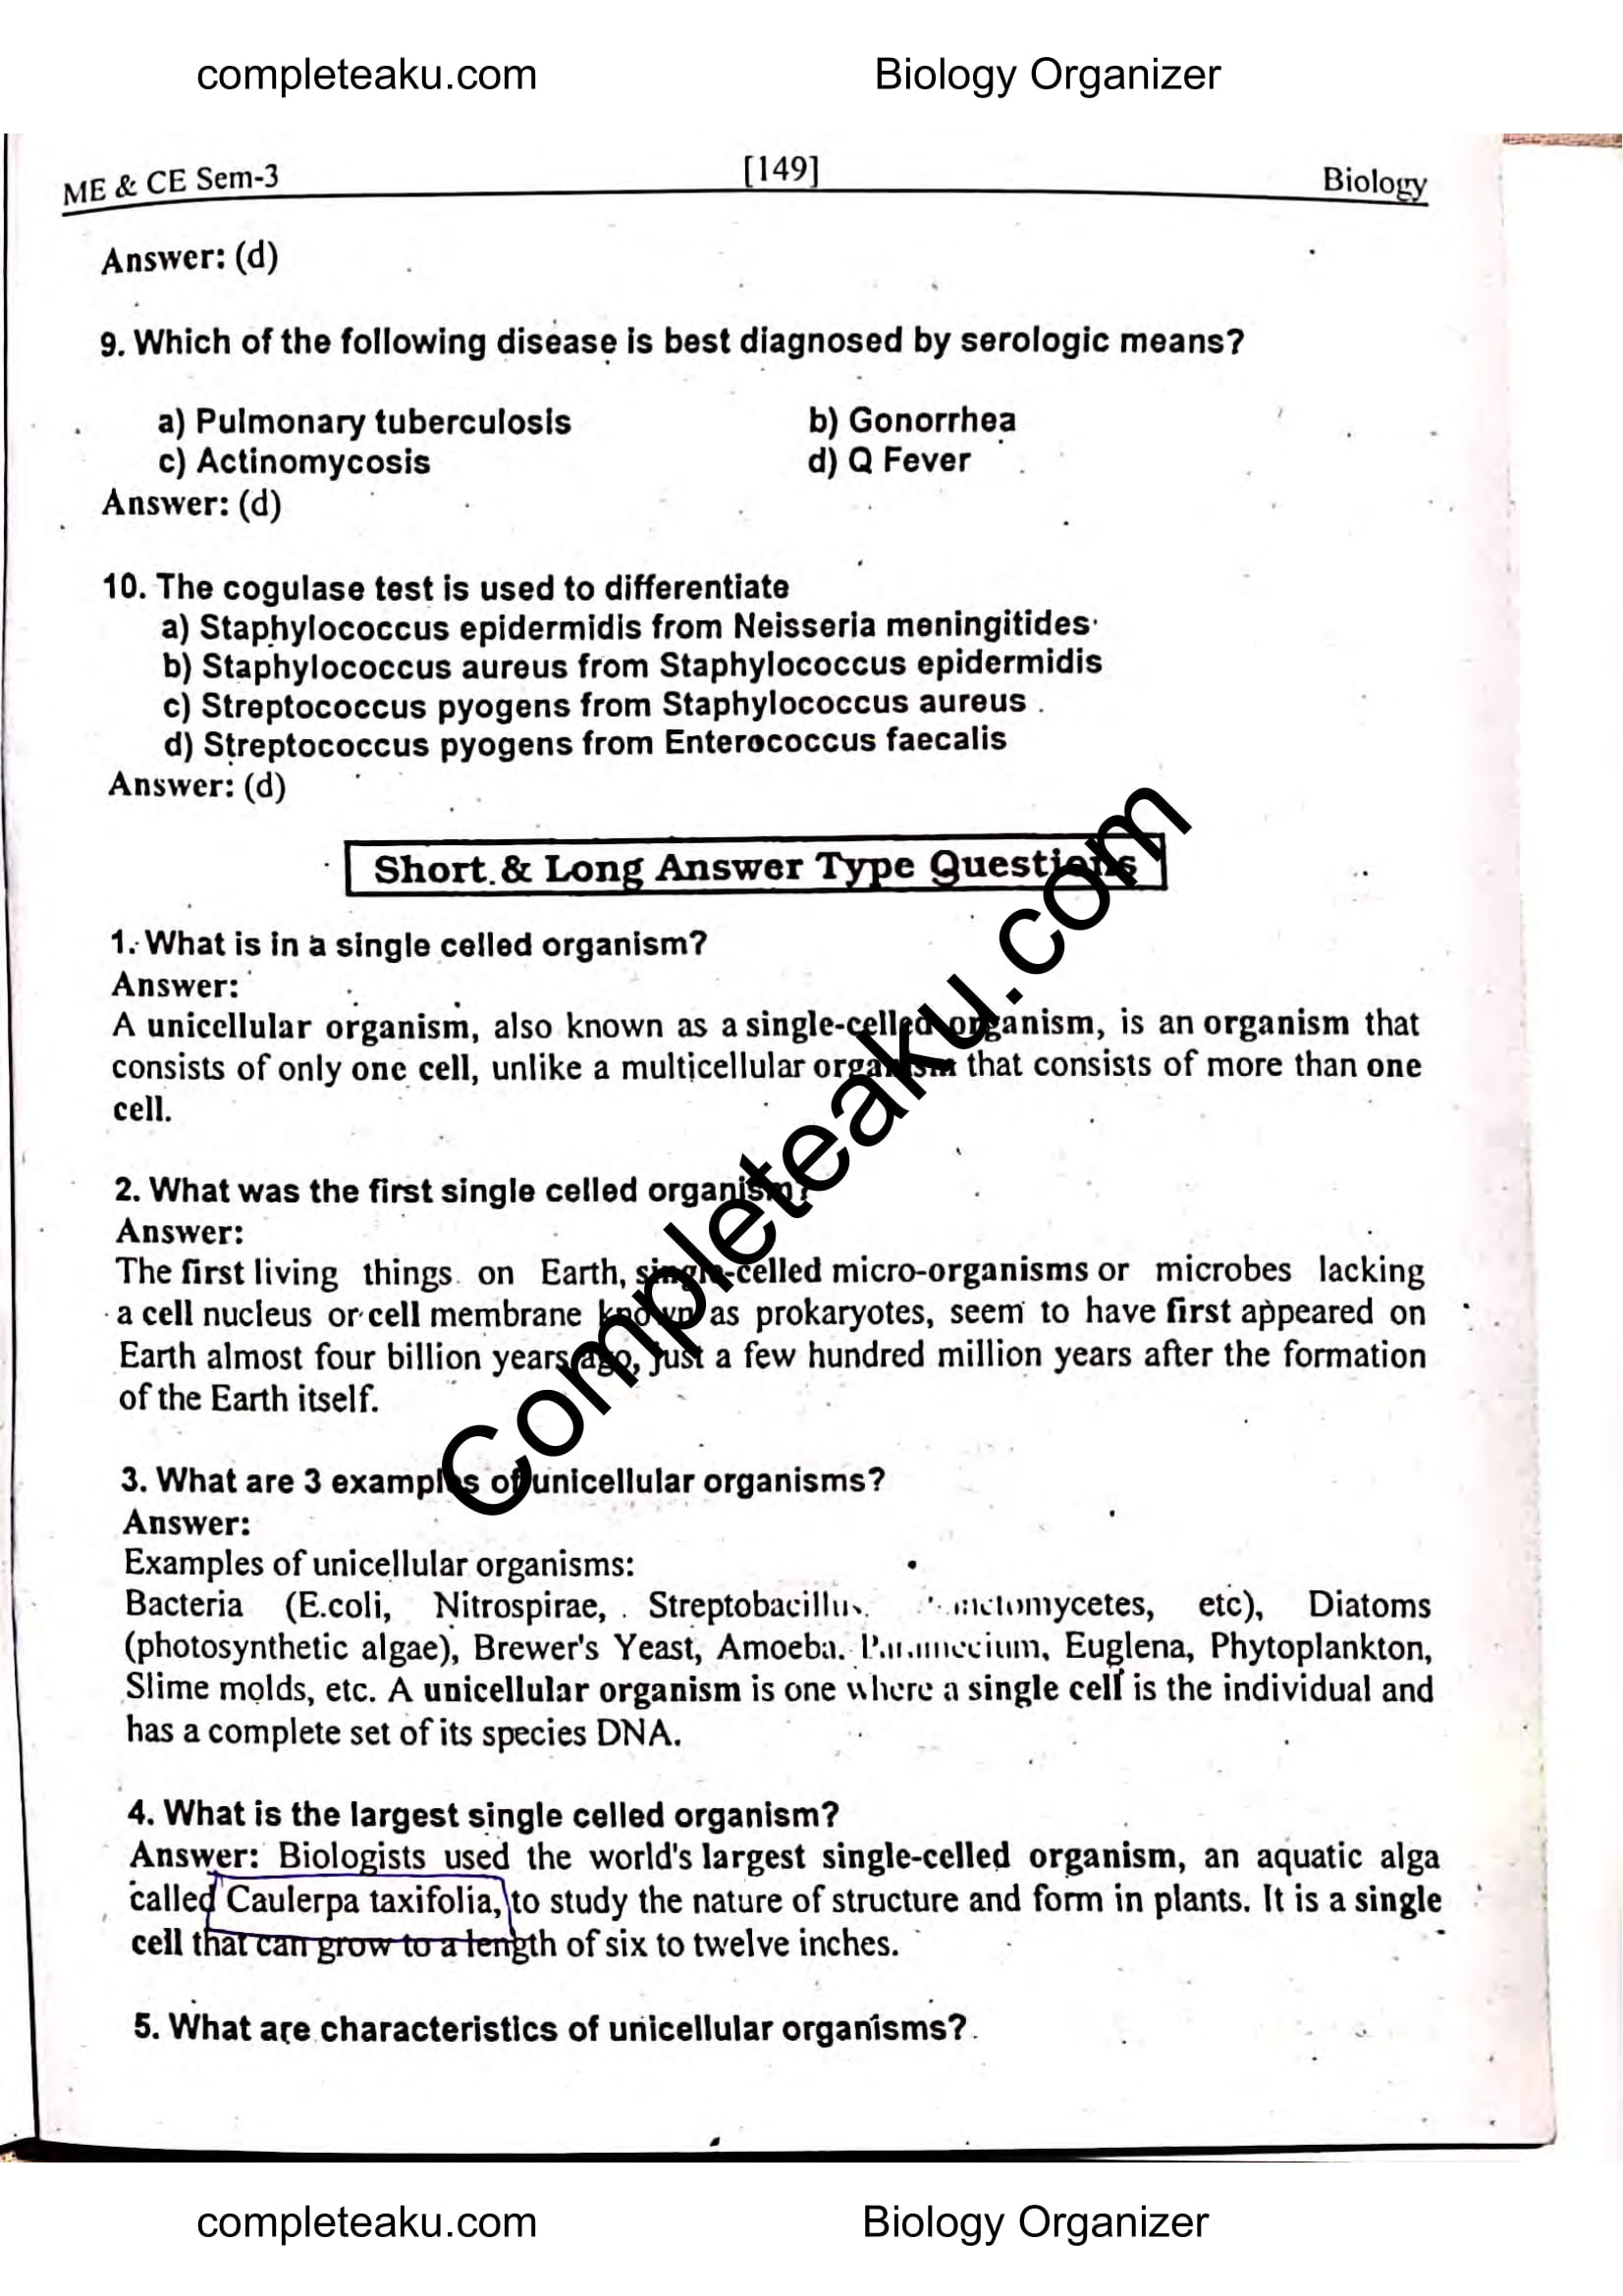 completeaku.com Biology Organizer
ME & CE Sem-3 [149] Biology
Answer: (d)
9. Which of the following disease is best diagnosed by serologic means?
a) Pulmonary tuberculosis b) Gonorrhea
c) Actinomycosis d) Q Fever
Answer: (d)
10. The cogulase test is used to differentiate
a) Staphylococcus epidermidis from Neisseria meningitides
b) Staphylococcus aureus from Staphylococcus epidermidis
c) Streptococcus pyogens from Staphylococcus aureus
d) Streptococcus pyogens from Enterococcus faecalis
Answer: (d)
Short & Long Answer Type Questions
1. What is in a single celled organism?
Answer:
A unicellular organism, also known as a single-celled organism, is an organism that
consists of only one cell, unlike a multicellular organism that consists of more than one
cell.
2. What was the first single celled organism?
Answer:
The first living things on Earth, single-celled micro-organisms or microbes lacking
a cell nucleus or cell membrane known as prokaryotes, seem to have first appeared on
Earth almost four billion years ago, just a few hundred million years after the formation
of the Earth itself.
3. What are 3 examples of unicellular organisms?
Answer:
Examples of unicellular organisms:
Bacteria (E.coli, Nitrospirae, Streptobacillus, etc), Diatoms
(photosynthetic algae), Brewer's Yeast, Amoeba, Paramecium, Euglena, Phytoplankton,
Slime molds, etc. A unicellular organism is one where a single cell is the individual and
has a complete set of its species DNA.
4. What is the largest single celled organism?
Answer: Biologists used the world's largest single-celled organism, an aquatic alga
called Caulerpa taxifolia, to study the nature of structure and form in plants. It is a single
cell that can grow to a length of six to twelve inches.
5. What are characteristics of unicellular organisms?
Completeaku.com
completeaku.com Biology Organizer